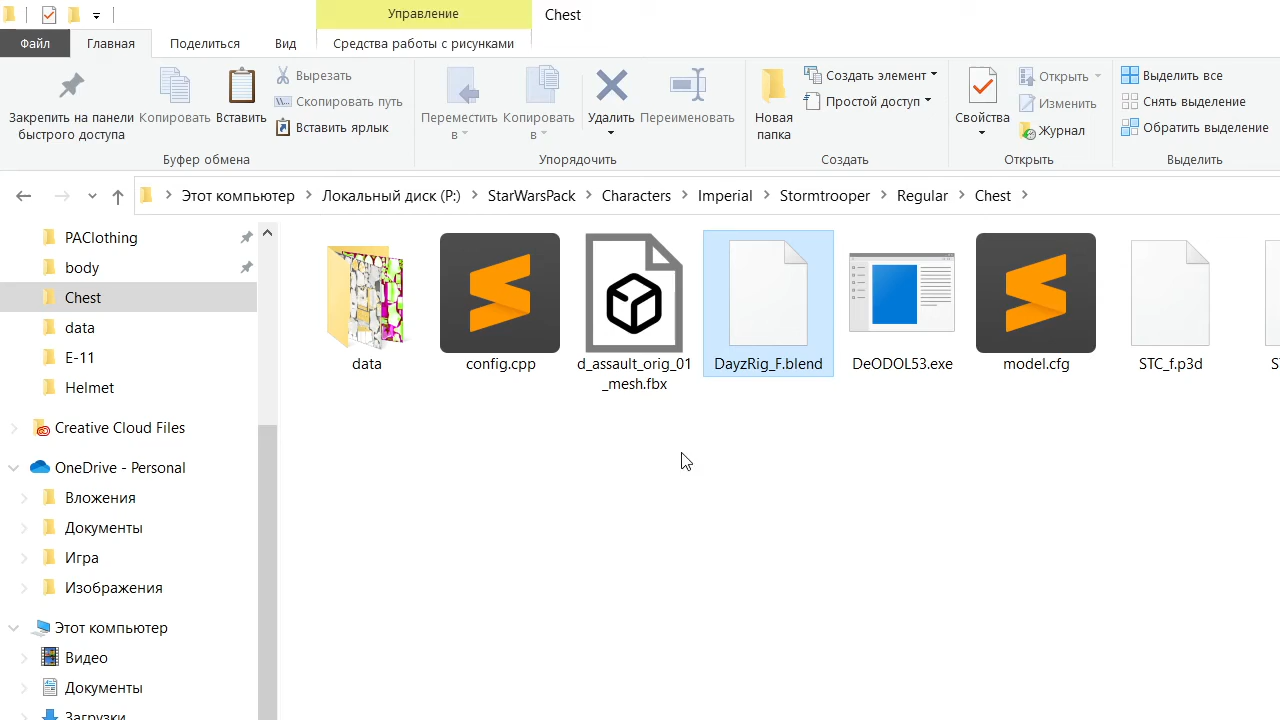 Управление
Chest
Файл
Главная
Поделиться
Вид
Средства работы с рисунками
Закрепить на панели
быстрого доступа
Копировать
Вставить
Вырезать
Скопировать путь
Вставить ярлык
Буфер обмена
Переместить
в
Копировать
в
Удалить
Переименовать
Упорядочить
Новая
папка
Создать элемент
Простой доступ
Создать
Свойства
Открыть
Изменить
Журнал
Открыть
Выделить все
Снять выделение
Обратить выделение
Выделить
Этот компьютер
Локальный диск (P:)
StarWarsPack
Characters
Imperial
Stormtrooper
Regular
Chest
PAClothing
body
Chest
data
E-11
Helmet
Creative Cloud Files
OneDrive - Personal
Вложения
Документы
Игра
Изображения
Этот компьютер
Видео
Документы
Загрузки
data
config.cpp
d_assault_orig_01
_mesh.fbx
DayzRig_F.blend
DeODOL53.exe
model.cfg
STC_f.p3d